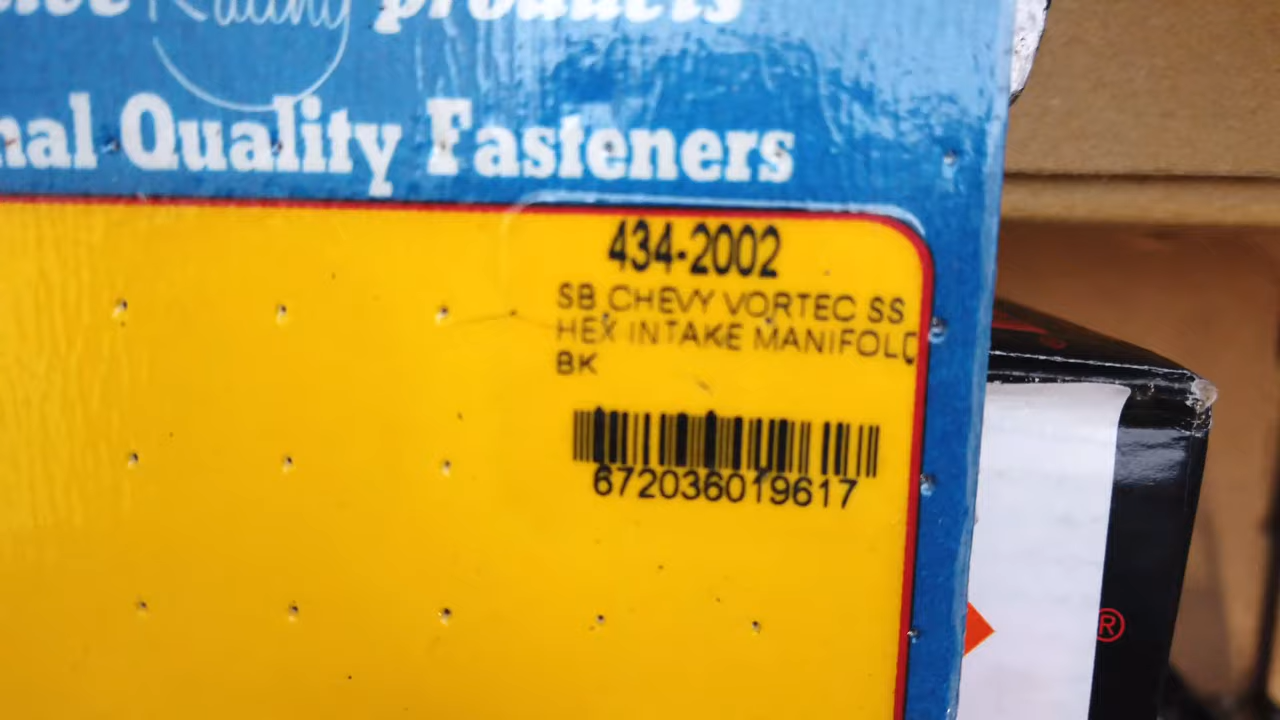 Racing products
nal Quality Fasteners
434-2002
SB CHEVY VORTEC SS
HEX INTAKE MANIFOLD
BK
672036019617
®